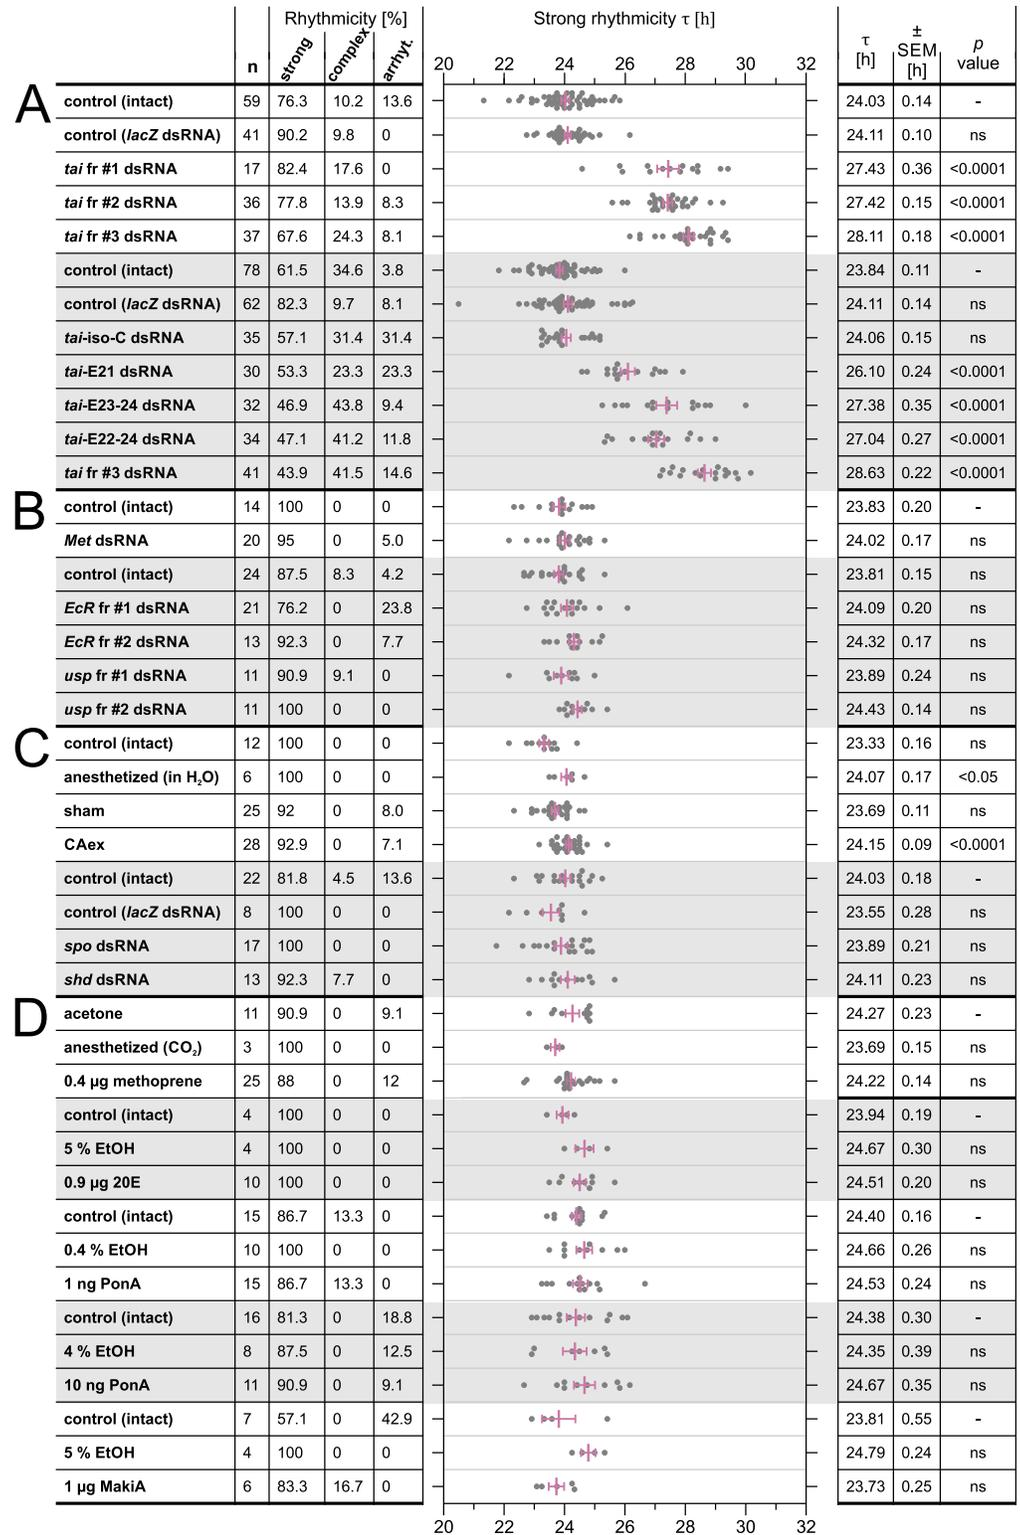 Rhythmicity [%] Strong rhythmicity τ [h]
n strong complex arrhyt. τ [h] ± SEM [h] p value
20 22 24 26 28 30 32
A
control (intact) 59 76.3 10.2 13.6 24.03 0.14 -
control (lacZ dsRNA) 41 90.2 9.8 0 24.11 0.10 ns
tai fr #1 dsRNA 17 82.4 17.6 0 27.43 0.36 <0.0001
tai fr #2 dsRNA 36 77.8 13.9 8.3 27.42 0.15 <0.0001
tai fr #3 dsRNA 37 67.6 24.3 8.1 28.11 0.18 <0.0001
control (intact) 78 61.5 34.6 3.8 23.84 0.11 -
control (lacZ dsRNA) 62 82.3 9.7 8.1 24.11 0.14 ns
tai-iso-C dsRNA 35 57.1 31.4 31.4 24.06 0.15 ns
tai-E21 dsRNA 30 53.3 23.3 23.3 26.10 0.24 <0.0001
tai-E23-24 dsRNA 32 46.9 43.8 9.4 27.38 0.35 <0.0001
tai-E22-24 dsRNA 34 47.1 41.2 11.8 27.04 0.27 <0.0001
tai fr #3 dsRNA 41 43.9 41.5 14.6 28.63 0.22 <0.0001
B
control (intact) 14 100 0 0 23.83 0.20 -
Met dsRNA 20 95 0 5.0 24.02 0.17 ns
control (intact) 24 87.5 8.3 4.2 23.81 0.15 ns
EcR fr #1 dsRNA 21 76.2 0 23.8 24.09 0.20 ns
EcR fr #2 dsRNA 13 92.3 0 7.7 24.32 0.17 ns
usp fr #1 dsRNA 11 90.9 9.1 0 23.89 0.24 ns
usp fr #2 dsRNA 11 100 0 0 24.43 0.14 ns
C
control (intact) 12 100 0 0 23.33 0.16 ns
anesthetized (in H₂O) 6 100 0 0 24.07 0.17 <0.05
sham 25 92 0 8.0 23.69 0.11 ns
CAex 28 92.9 0 7.1 24.15 0.09 <0.0001
control (intact) 22 81.8 4.5 13.6 24.03 0.18 -
control (lacZ dsRNA) 8 100 0 0 23.55 0.28 ns
spo dsRNA 17 100 0 0 23.89 0.21 ns
shd dsRNA 13 92.3 7.7 0 24.11 0.23 ns
D
acetone 11 90.9 0 9.1 24.27 0.23 -
anesthetized (CO₂) 3 100 0 0 23.69 0.15 ns
0.4 µg methoprene 25 88 0 12 24.22 0.14 ns
control (intact) 4 100 0 0 23.94 0.19 -
5 % EtOH 4 100 0 0 24.67 0.30 ns
0.9 µg 20E 10 100 0 0 24.51 0.20 ns
control (intact) 15 86.7 13.3 0 24.40 0.16 -
0.4 % EtOH 10 100 0 0 24.66 0.26 ns
1 ng PonA 15 86.7 13.3 0 24.53 0.24 ns
control (intact) 16 81.3 0 18.8 24.38 0.30 -
4 % EtOH 8 87.5 0 12.5 24.35 0.39 ns
10 ng PonA 11 90.9 0 9.1 24.67 0.35 ns
control (intact) 7 57.1 0 42.9 23.81 0.55 -
5 % EtOH 4 100 0 0 24.79 0.24 ns
1 µg MakiA 6 83.3 16.7 0 23.73 0.25 ns
20 22 24 26 28 30 32